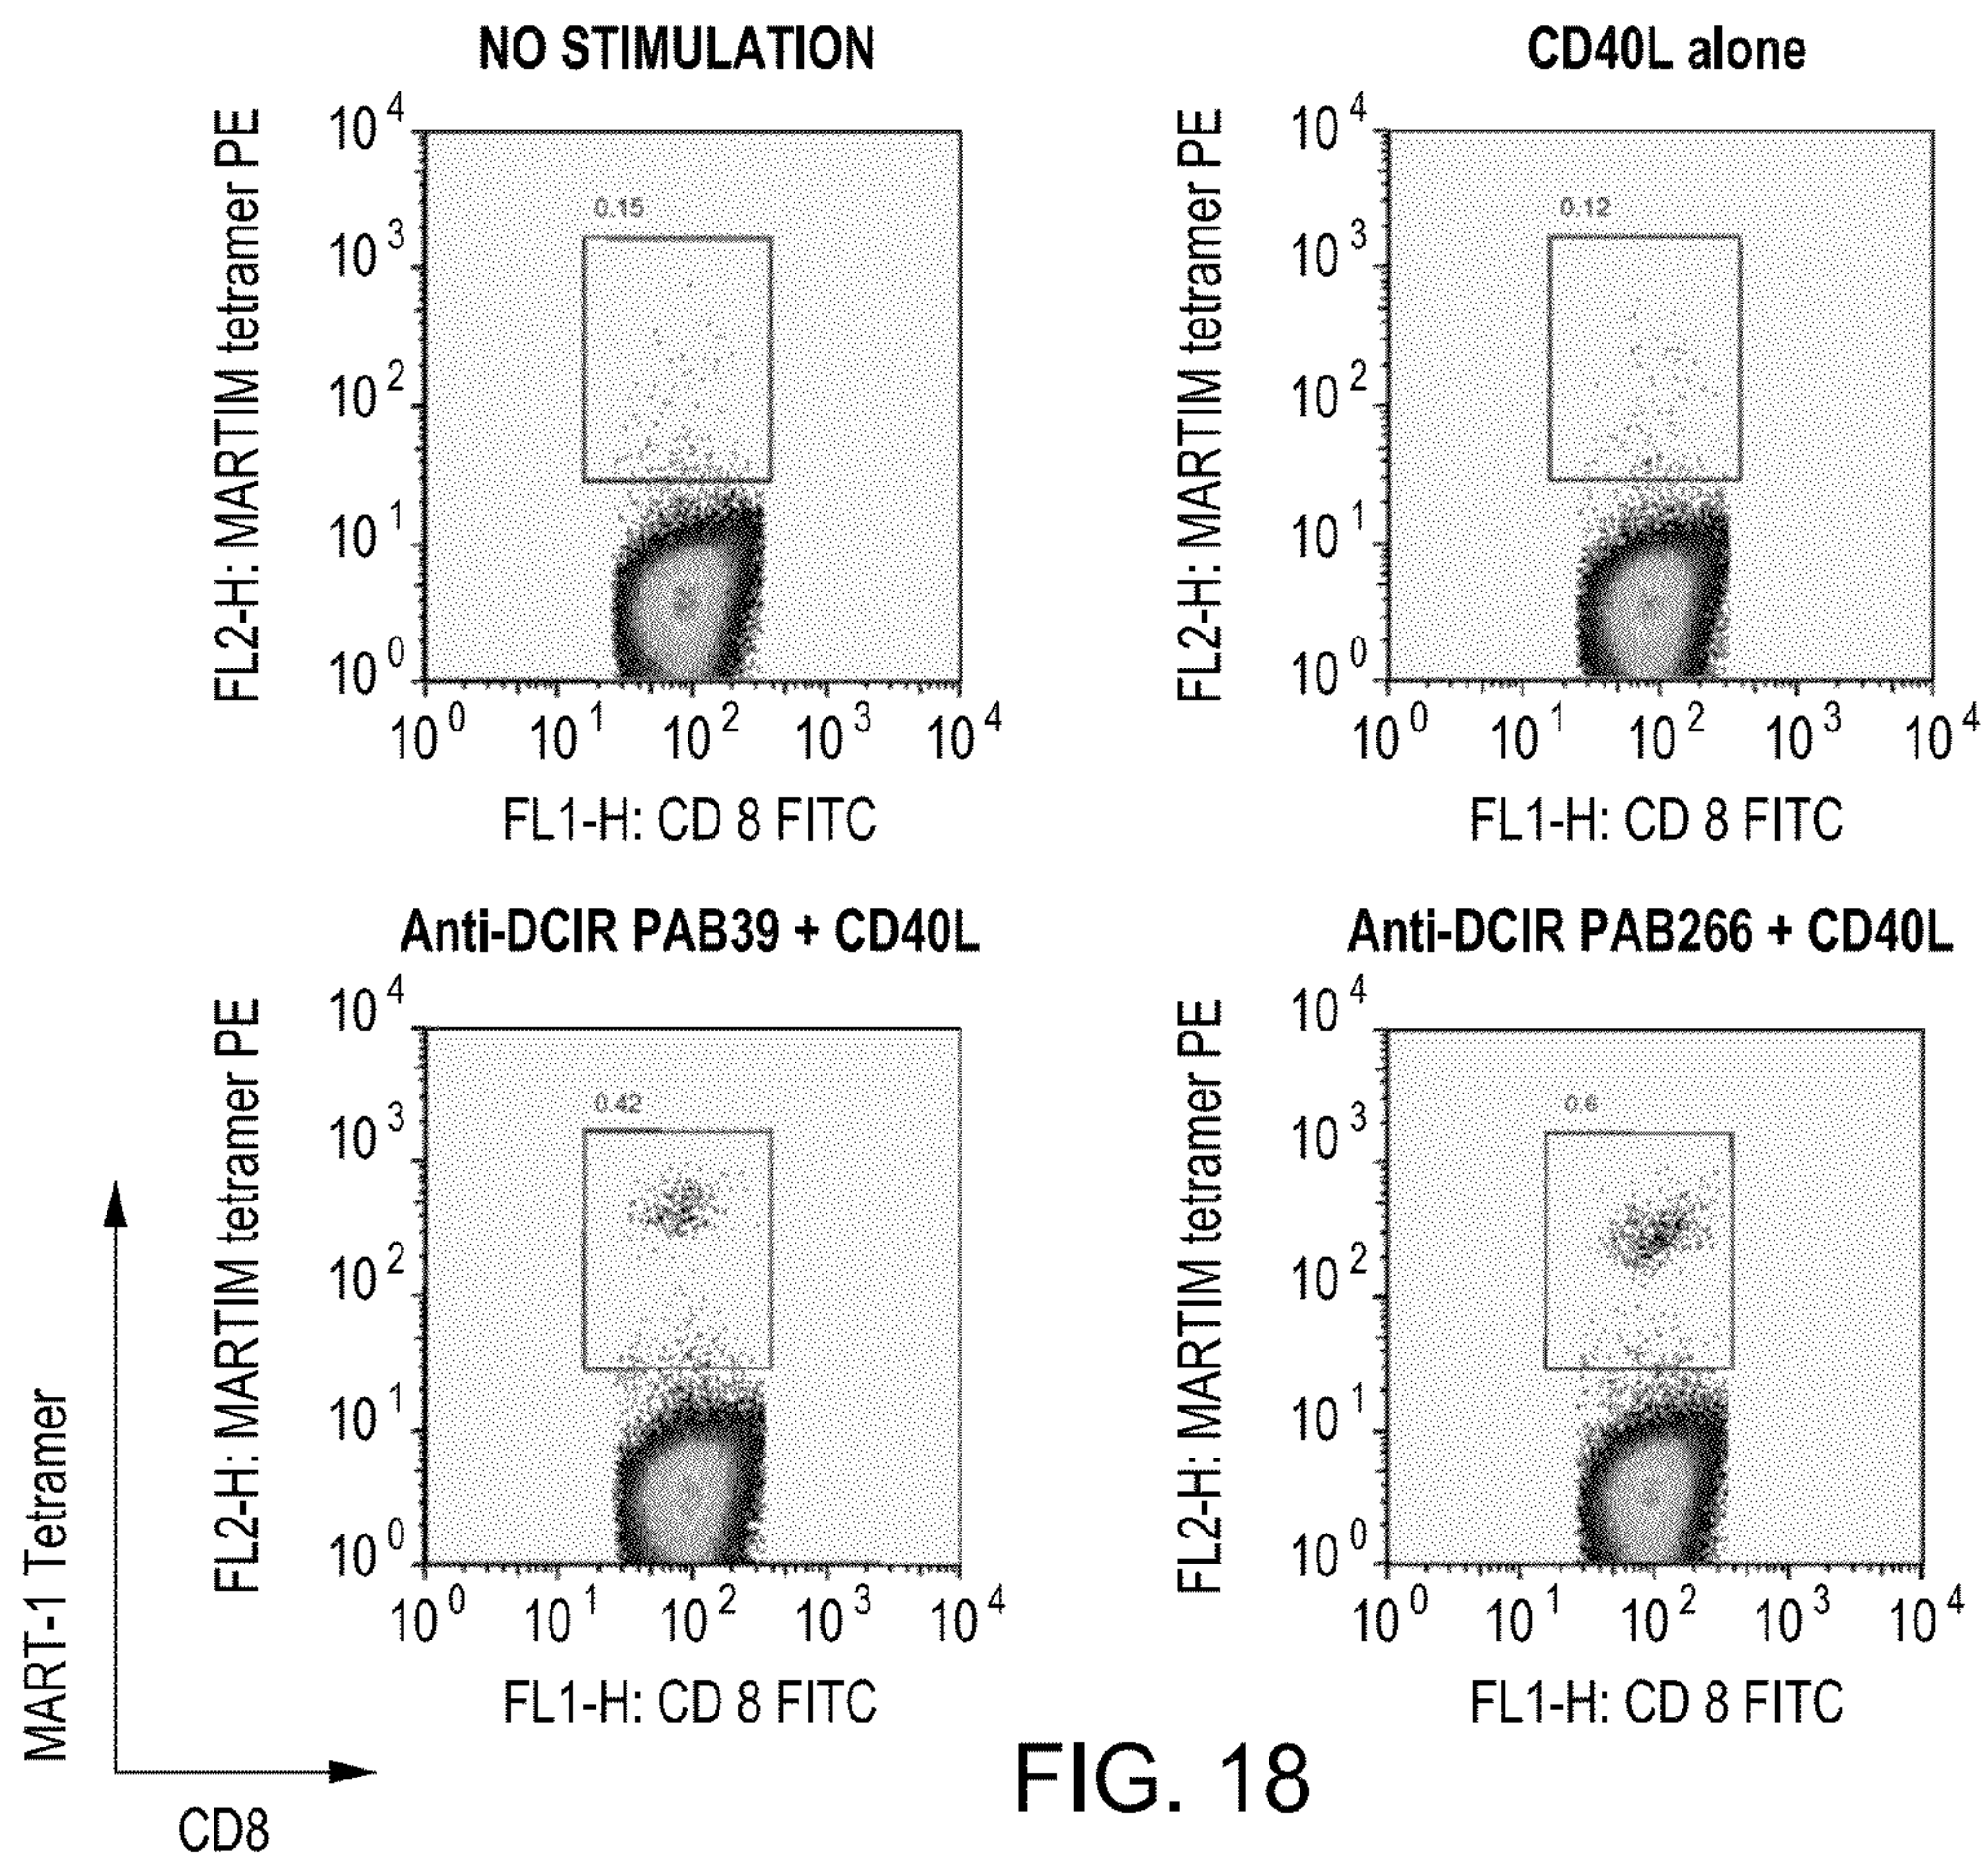 NO STIMULATION
FL2-H: MARTIM tetramer PE
10^4
10^3
10^2
10^1
10^0
0.15
10^0 10^1 10^2 10^3 10^4
FL1-H: CD 8 FITC
CD40L alone
FL2-H: MARTIM tetramer PE
10^4
10^3
10^2
10^1
10^0
0.12
10^0 10^1 10^2 10^3 10^4
FL1-H: CD 8 FITC
Anti-DCIR PAB39 + CD40L
FL2-H: MARTIM tetramer PE
10^4
10^3
10^2
10^1
10^0
0.42
10^0 10^1 10^2 10^3 10^4
FL1-H: CD 8 FITC
Anti-DCIR PAB266 + CD40L
FL2-H: MARTIM tetramer PE
10^4
10^3
10^2
10^1
10^0
0.6
10^0 10^1 10^2 10^3 10^4
FL1-H: CD 8 FITC
MART-1 Tetramer
CD8
FIG. 18